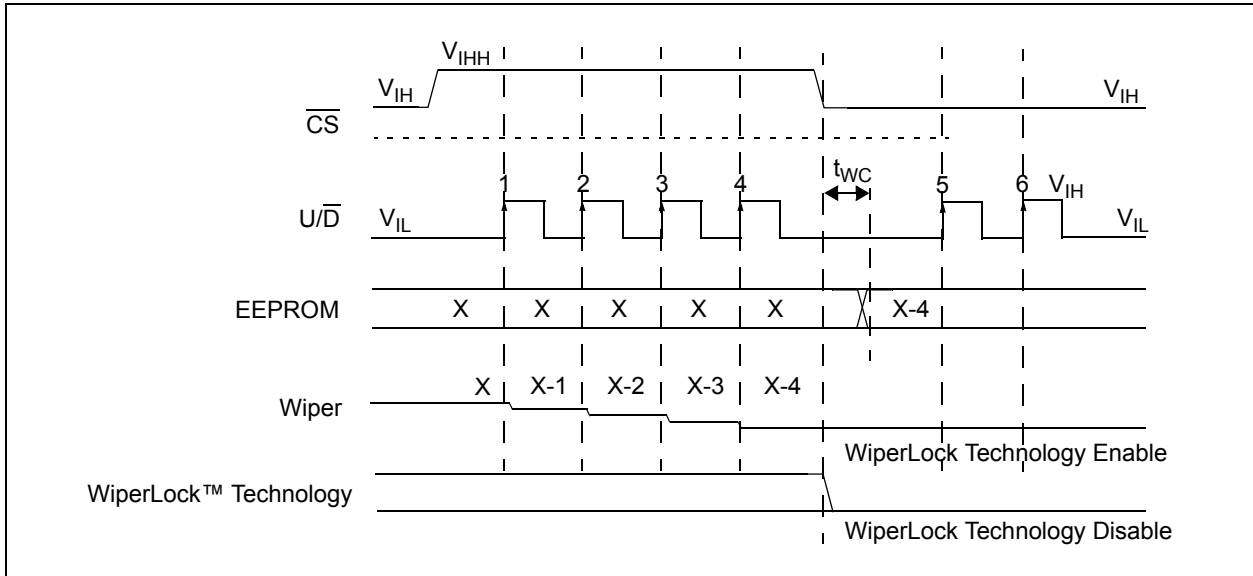 V_IHH
V_IH
V_IH
C̅S̅
t_WC
1 2 3 4 5 6 V_IH
U/D̅
V_IL
V_IL
EEPROM X X X X X X-4
X X-1 X-2 X-3 X-4
Wiper
WiperLock Technology Enable
WiperLock™ Technology
WiperLock Technology Disable